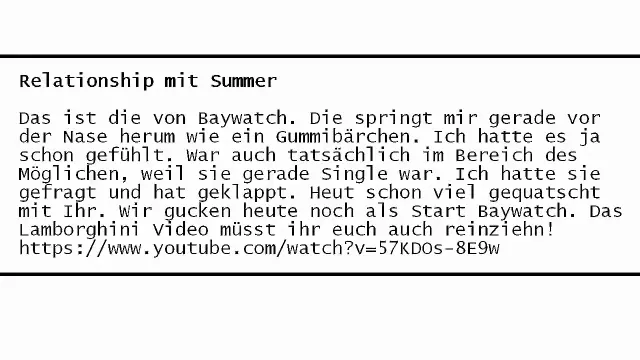 Relationship mit Summer
Das ist die von Baywatch. Die springt mir gerade vor
der Nase herum wie ein Gummibärchen. Ich hatte es ja
schon gefühlt. War auch tatsächlich im Bereich des
Möglichen, weil sie gerade Single war. Ich hatte sie
gefragt und hat geklappt. Heut schon viel gequatscht
mit Ihr. Wir gucken heute noch als Start Baywatch. Das
Lamborghini Video müsst ihr euch auch reinziehn!
https://www.youtube.com/watch?v=57KDOs-8E9w